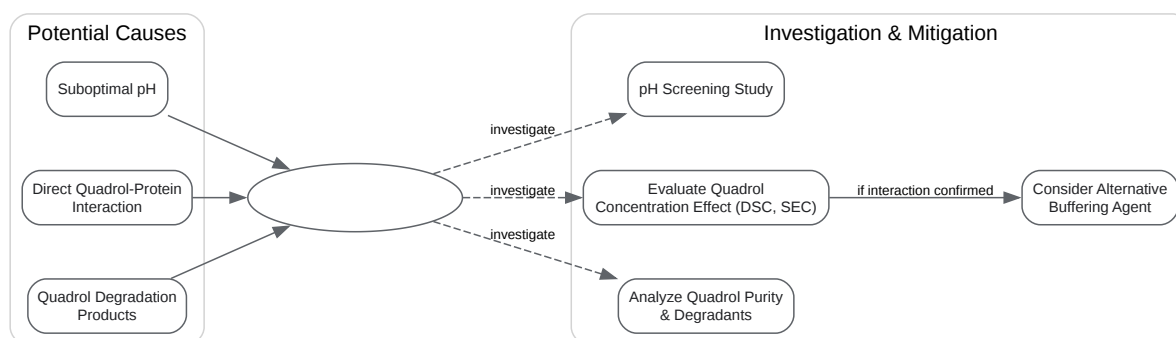 Potential Causes
Investigation & Mitigation
Suboptimal pH
pH Screening Study
investigate
Direct Quadrol-Protein
Interaction
investigate
Evaluate Quadrol
Concentration Effect (DSC, SEC)
if interaction confirmed
Consider Alternative
Buffering Agent
investigate
Quadrol Degradation
Products
Analyze Quadrol Purity
& Degradants